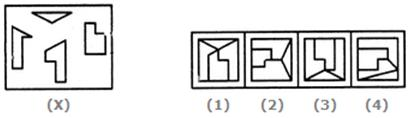 (X) (1) (2) (3) (4)